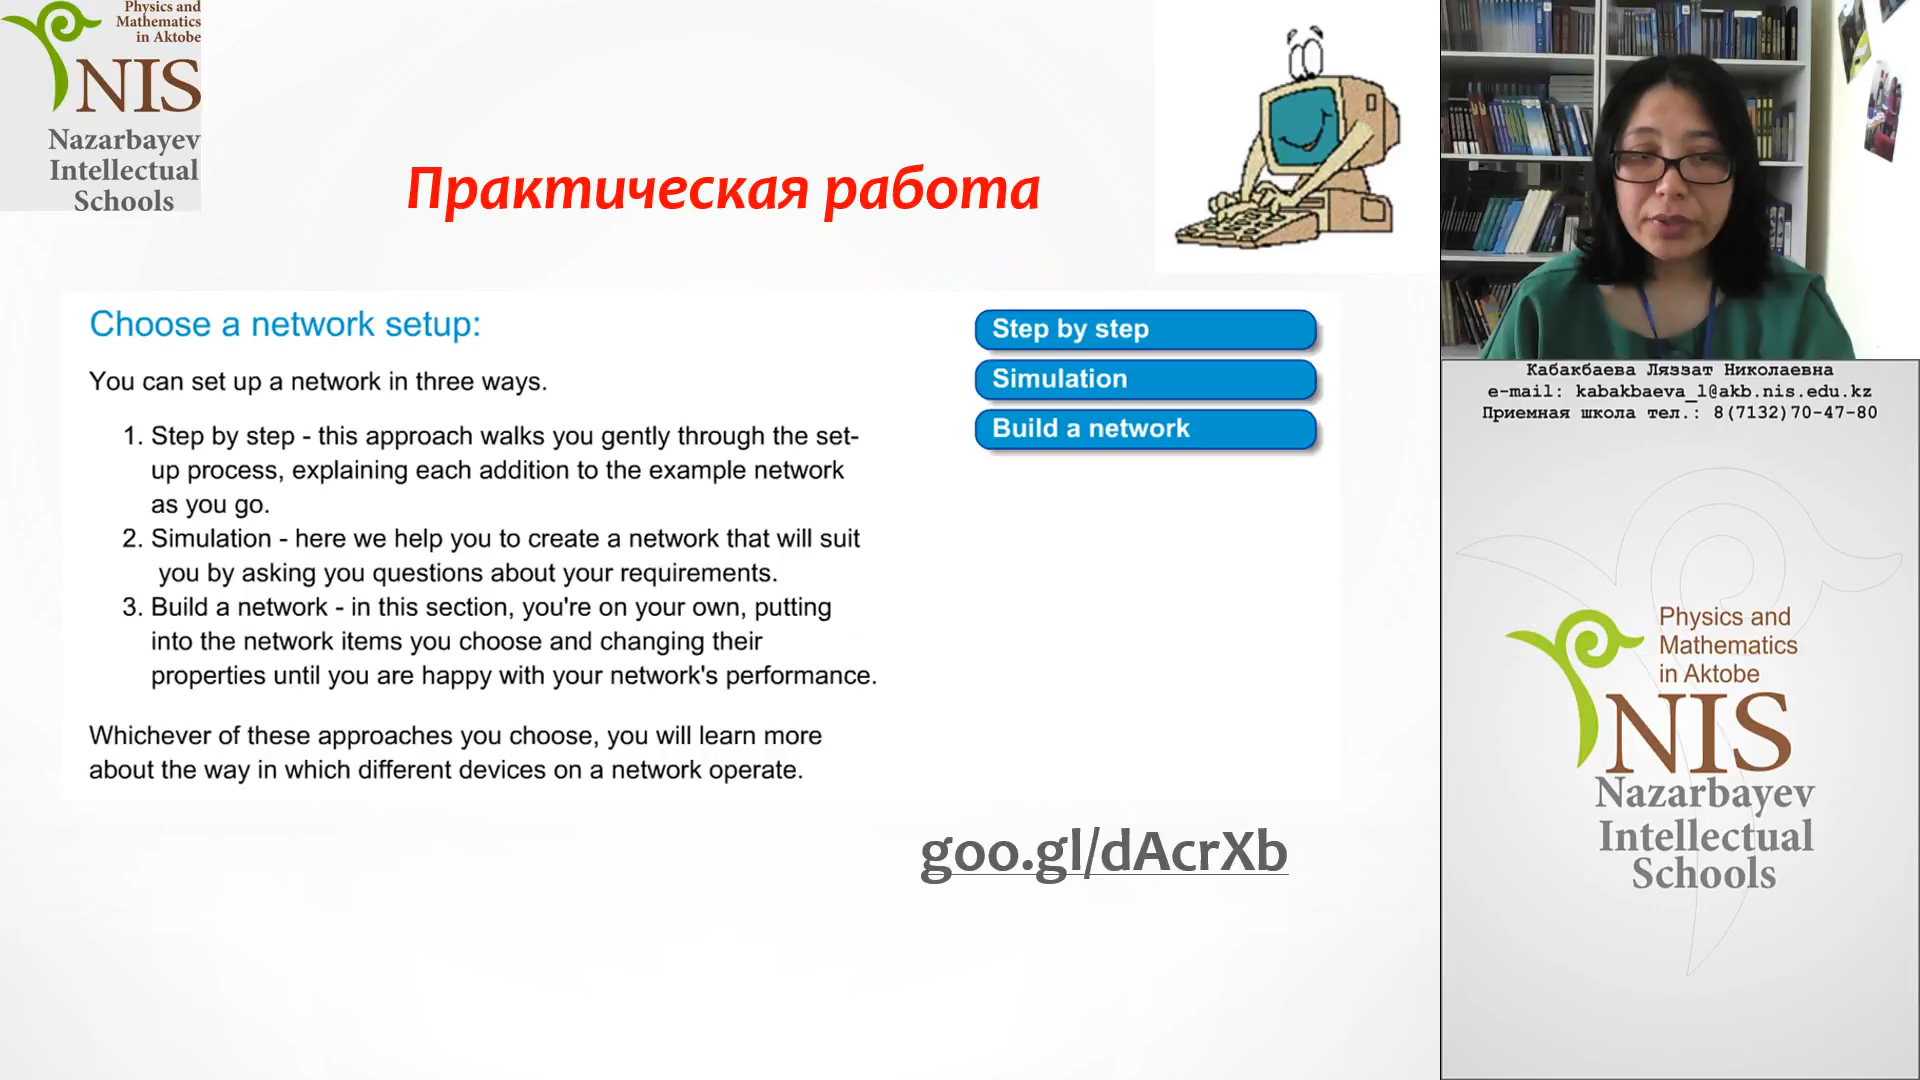 Physics and
Mathematics
in Aktobe
NIS
Nazarbayev
Intellectual
Schools
Практическая работа
Choose a network setup:
You can set up a network in three ways.
1. Step by step - this approach walks you gently through the set-
up process, explaining each addition to the example network
as you go.
2. Simulation - here we help you to create a network that will suit
you by asking you questions about your requirements.
3. Build a network - in this section, you're on your own, putting
into the network items you choose and changing their
properties until you are happy with your network's performance.
Whichever of these approaches you choose, you will learn more
about the way in which different devices on a network operate.
Step by step
Simulation
Build a network
goo.gl/dAcrXb
Кабакбаева Ляззат Николаевна
e-mail: kabakbaeva_l@akb.nis.edu.kz
Приемная школа тел.: 8(7132)70-47-80
Physics and
Mathematics
in Aktobe
NIS
Nazarbayev
Intellectual
Schools